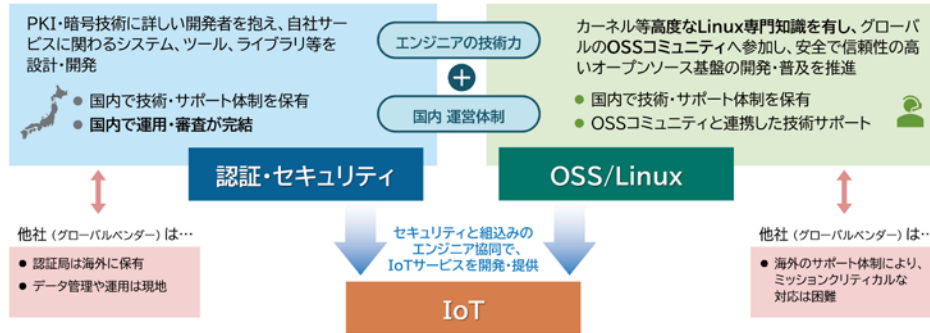 PKI・暗号技術に詳しい開発者を抱え、自社サー
ビスに関わるシステム、ツール、ライブラリ等を
設計・開発
● 国内で技術・サポート体制を保有
● 国内で運用・審査が完結
エンジニアの技術力
+
国内 運営体制
カーネル等高度なLinux専門知識を有し、グローバ
ルのOSSコミュニティへ参加し、安全で信頼性の高
いオープンソース基盤の開発・普及を推進
● 国内で技術・サポート体制を保有
● OSSコミュニティと連携した技術サポート
認証・セキュリティ
OSS/Linux
他社 (グローバルベンダー) は…
● 認証局は海外に保有
● データ管理や運用は現地
セキュリティと組込みの
エンジニア協同で、
IoTサービスを開発・提供
他社 (グローバルベンダー) は…
● 海外のサポート体制により、
ミッションクリティカルな
対応は困難
IoT